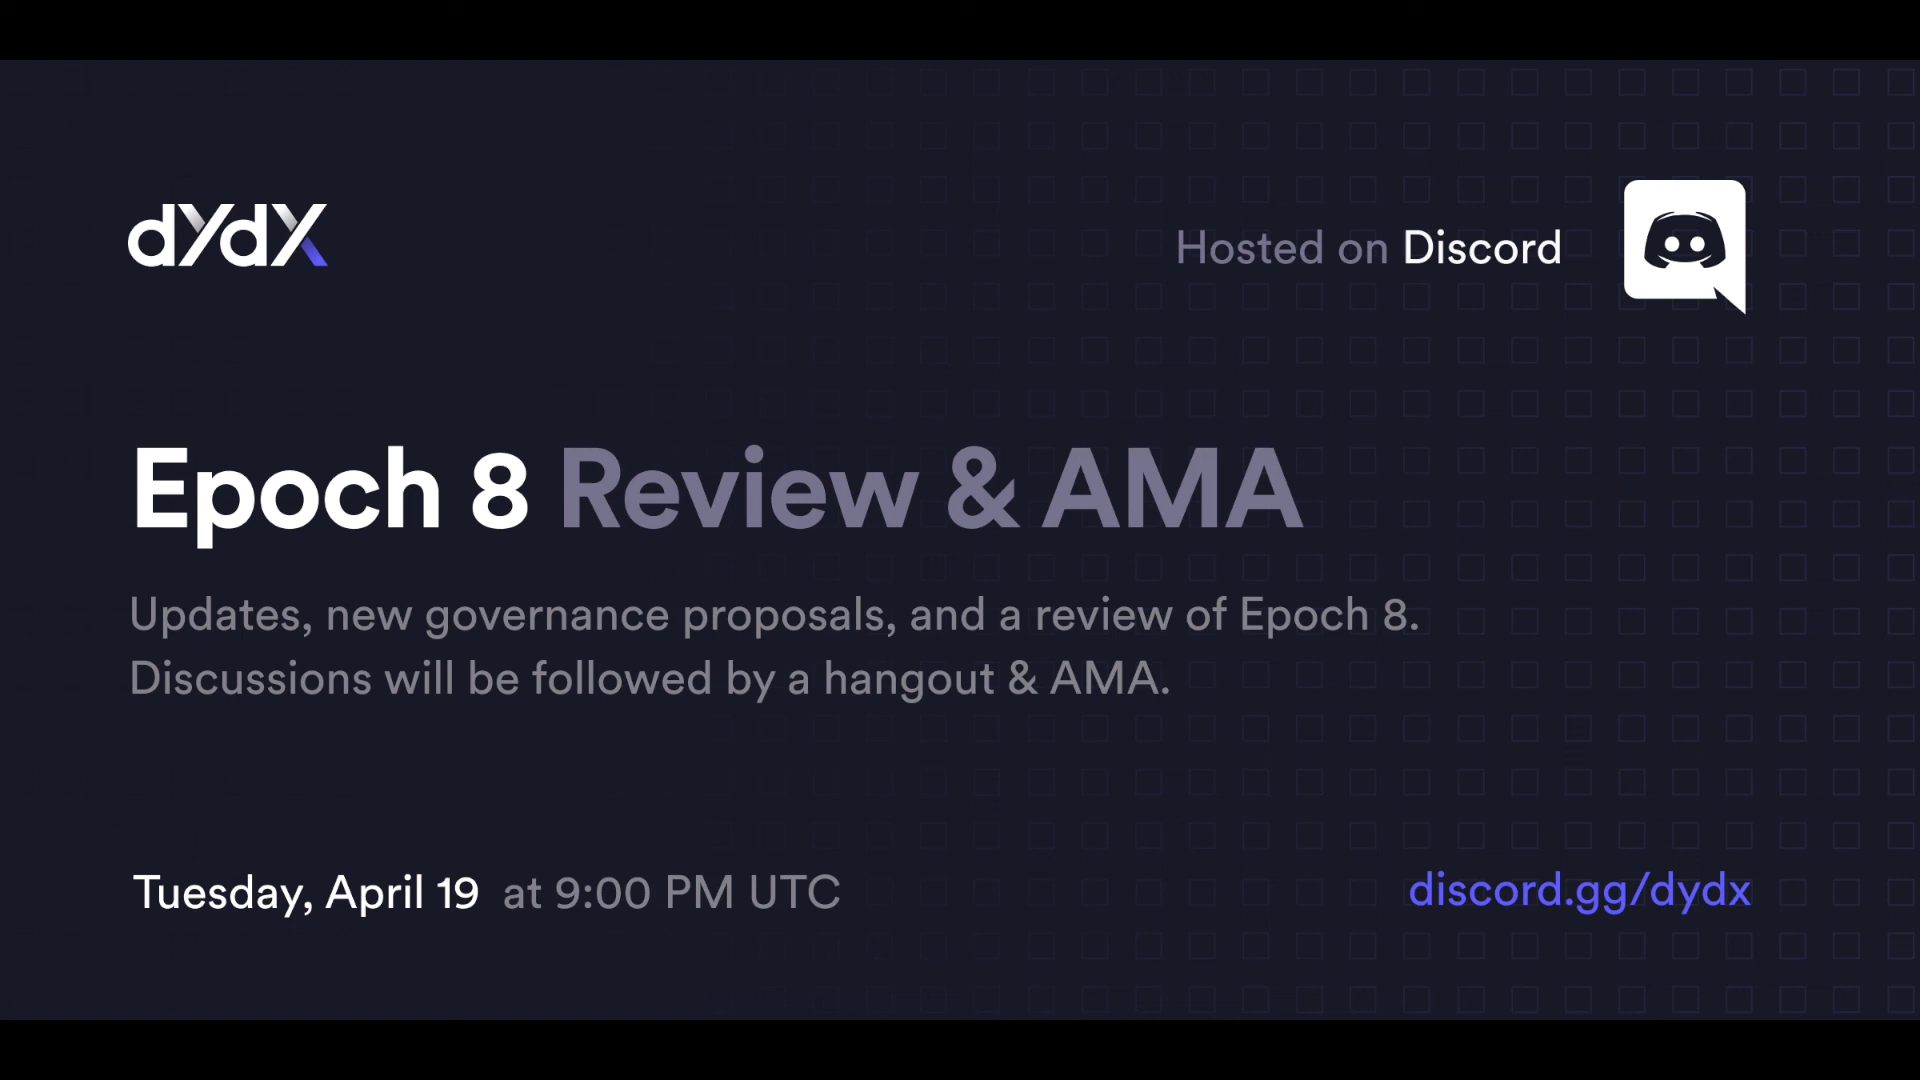 dYdX
Hosted on Discord
Epoch 8 Review & AMA
Updates, new governance proposals, and a review of Epoch 8.
Discussions will be followed by a hangout & AMA.
Tuesday, April 19 at 9:00 PM UTC
discord.gg/dydx